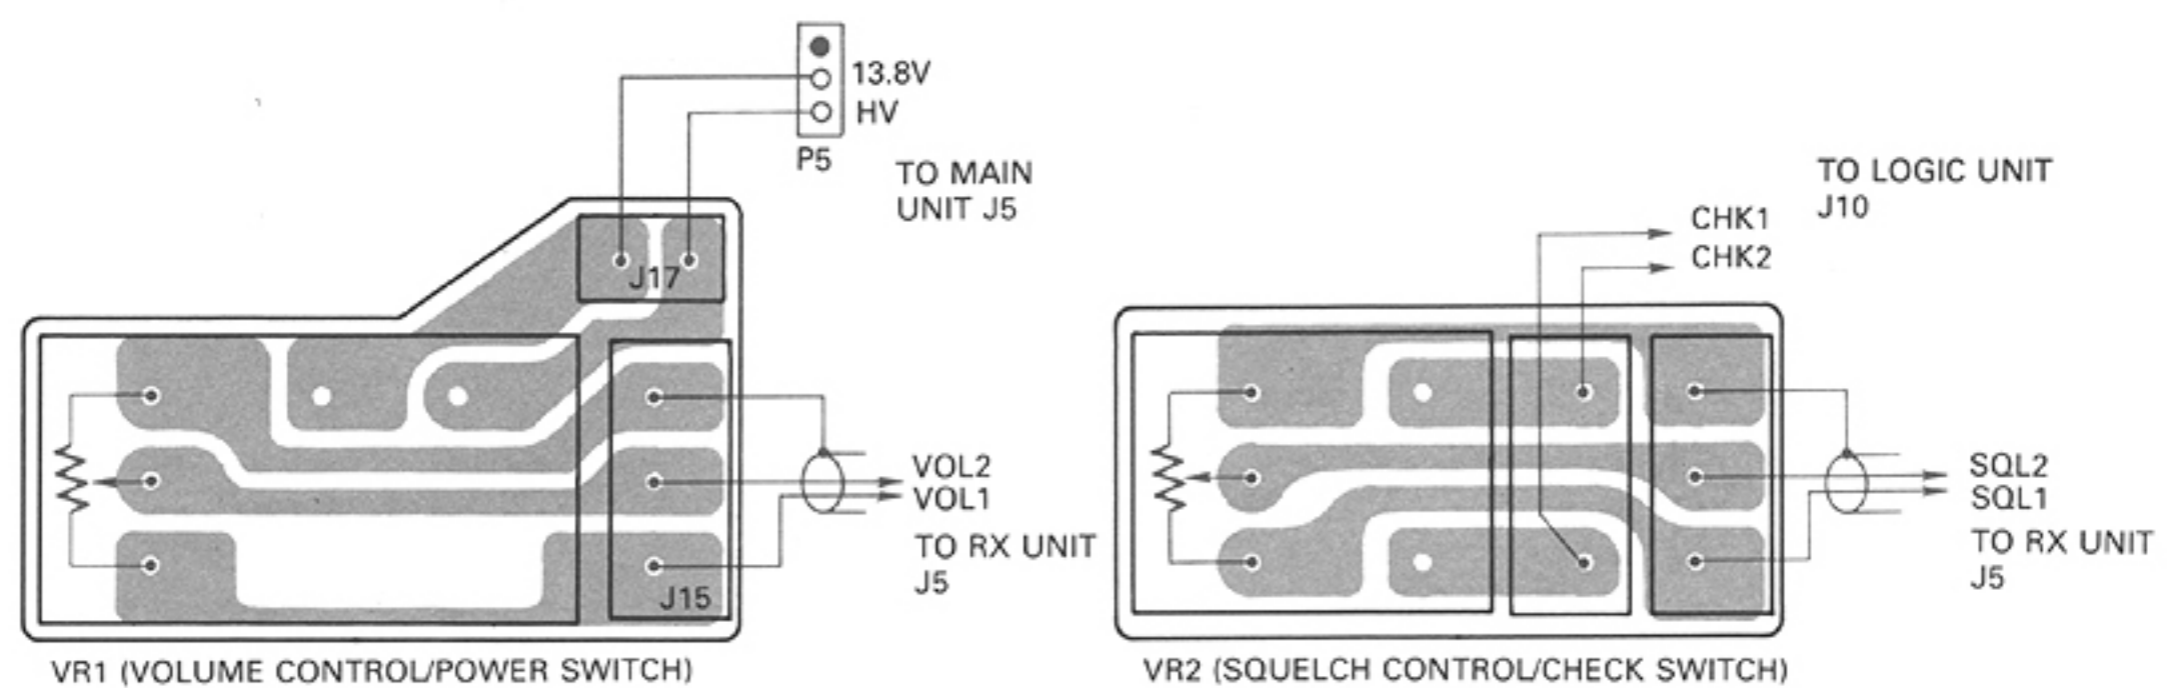 13.8V
HV
P5
TO MAIN
UNIT J5
J17
VOL2
VOL1
TO RX UNIT
J5
J15
VR1 (VOLUME CONTROL/POWER SWITCH)
TO LOGIC UNIT
J10
CHK1
CHK2
SQL2
SQL1
TO RX UNIT
J5
VR2 (SQUELCH CONTROL/CHECK SWITCH)